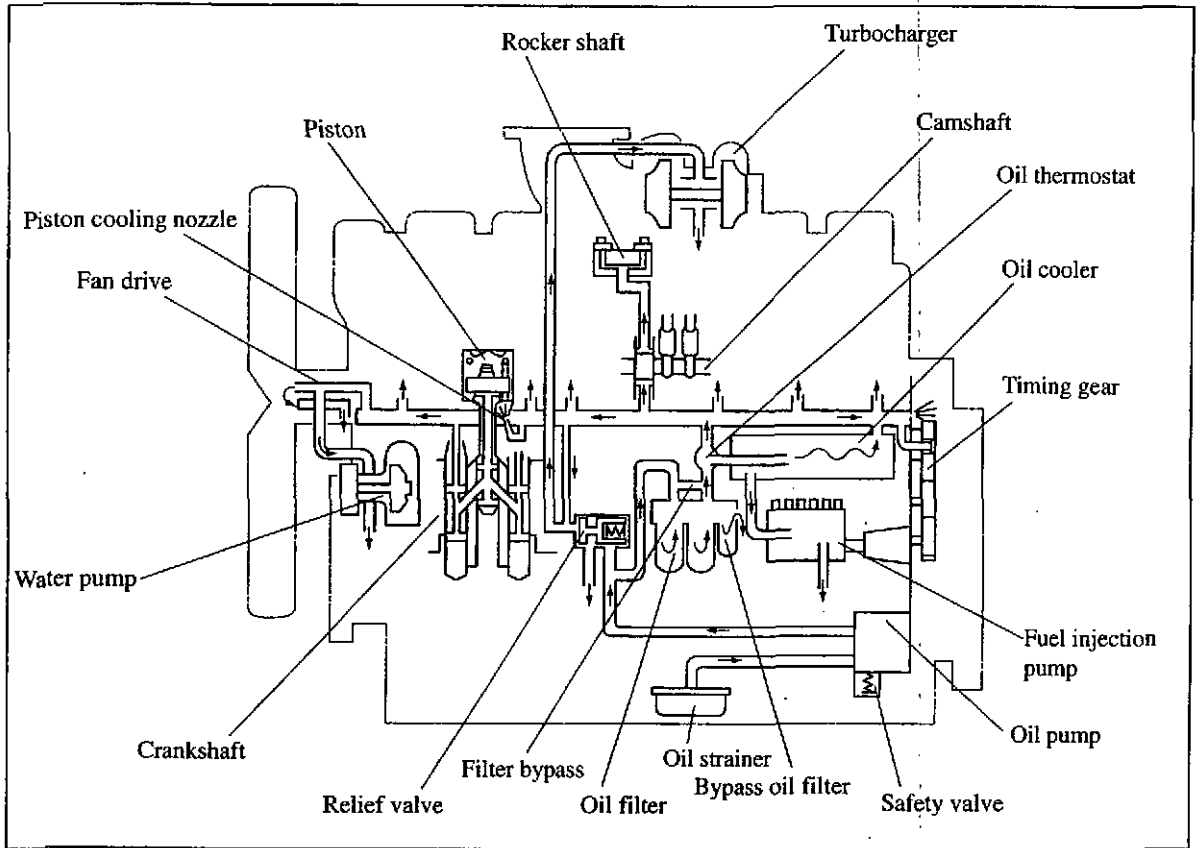 Rocker shaft
Turbocharger
Piston
Camshaft
Oil thermostat
Piston cooling nozzle
Fan drive
Oil cooler
Timing gear
Water pump
Fuel injection
pump
Crankshaft
Filter bypass
Oil strainer
Oil pump
Relief valve
Oil filter
Bypass oil filter
Safety valve